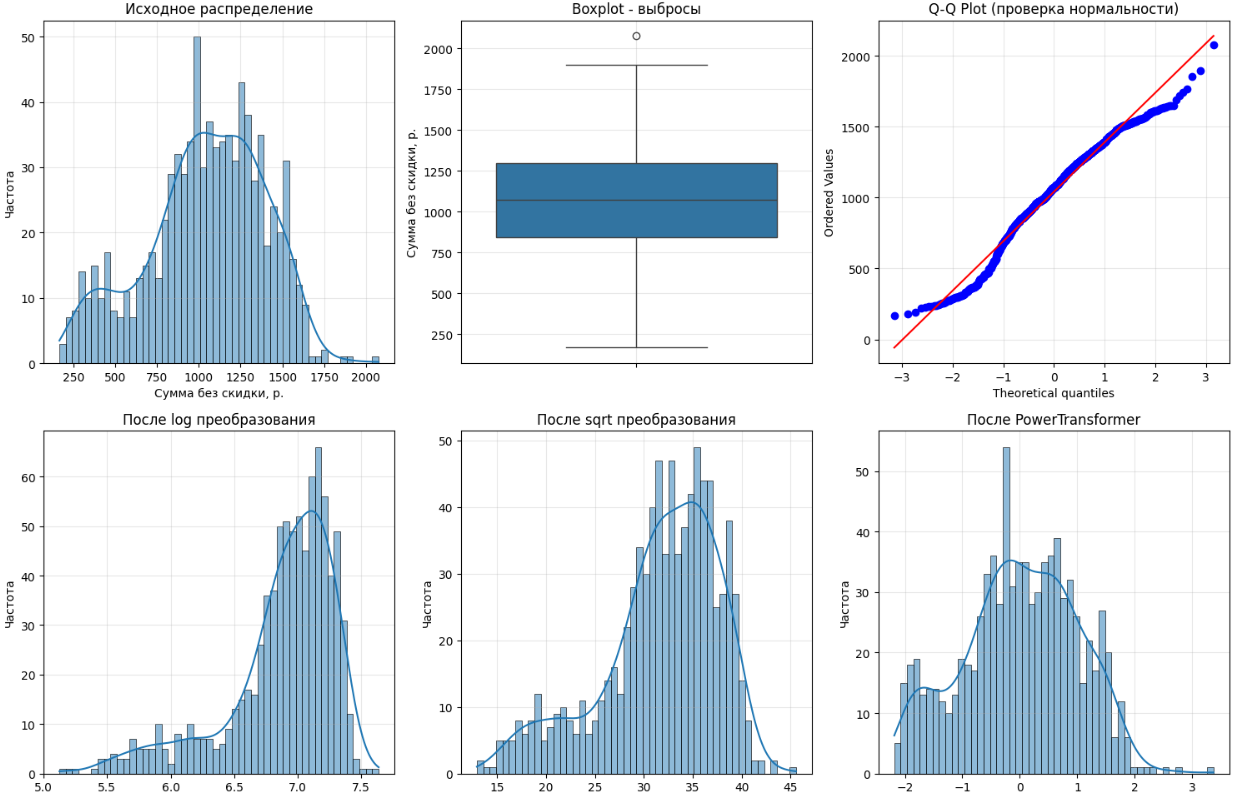 Исходное распределение
50
40
30
20
10
0
Частота
250 500 750 1000 1250 1500 1750 2000
Сумма без скидки, р.
Boxplot - выбросы
2000
1750
1500
1250
1000
750
500
250
Сумма без скидки, р.
Q-Q Plot (проверка нормальности)
2000
1500
1000
500
0
Ordered Values
−3 −2 −1 0 1 2 3
Theoretical quantiles
После log преобразования
60
50
40
30
20
10
0
Частота
5.0 5.5 6.0 6.5 7.0 7.5
После sqrt преобразования
50
40
30
20
10
0
Частота
15 20 25 30 35 40 45
После PowerTransformer
50
40
30
20
10
0
Частота
−2 −1 0 1 2 3